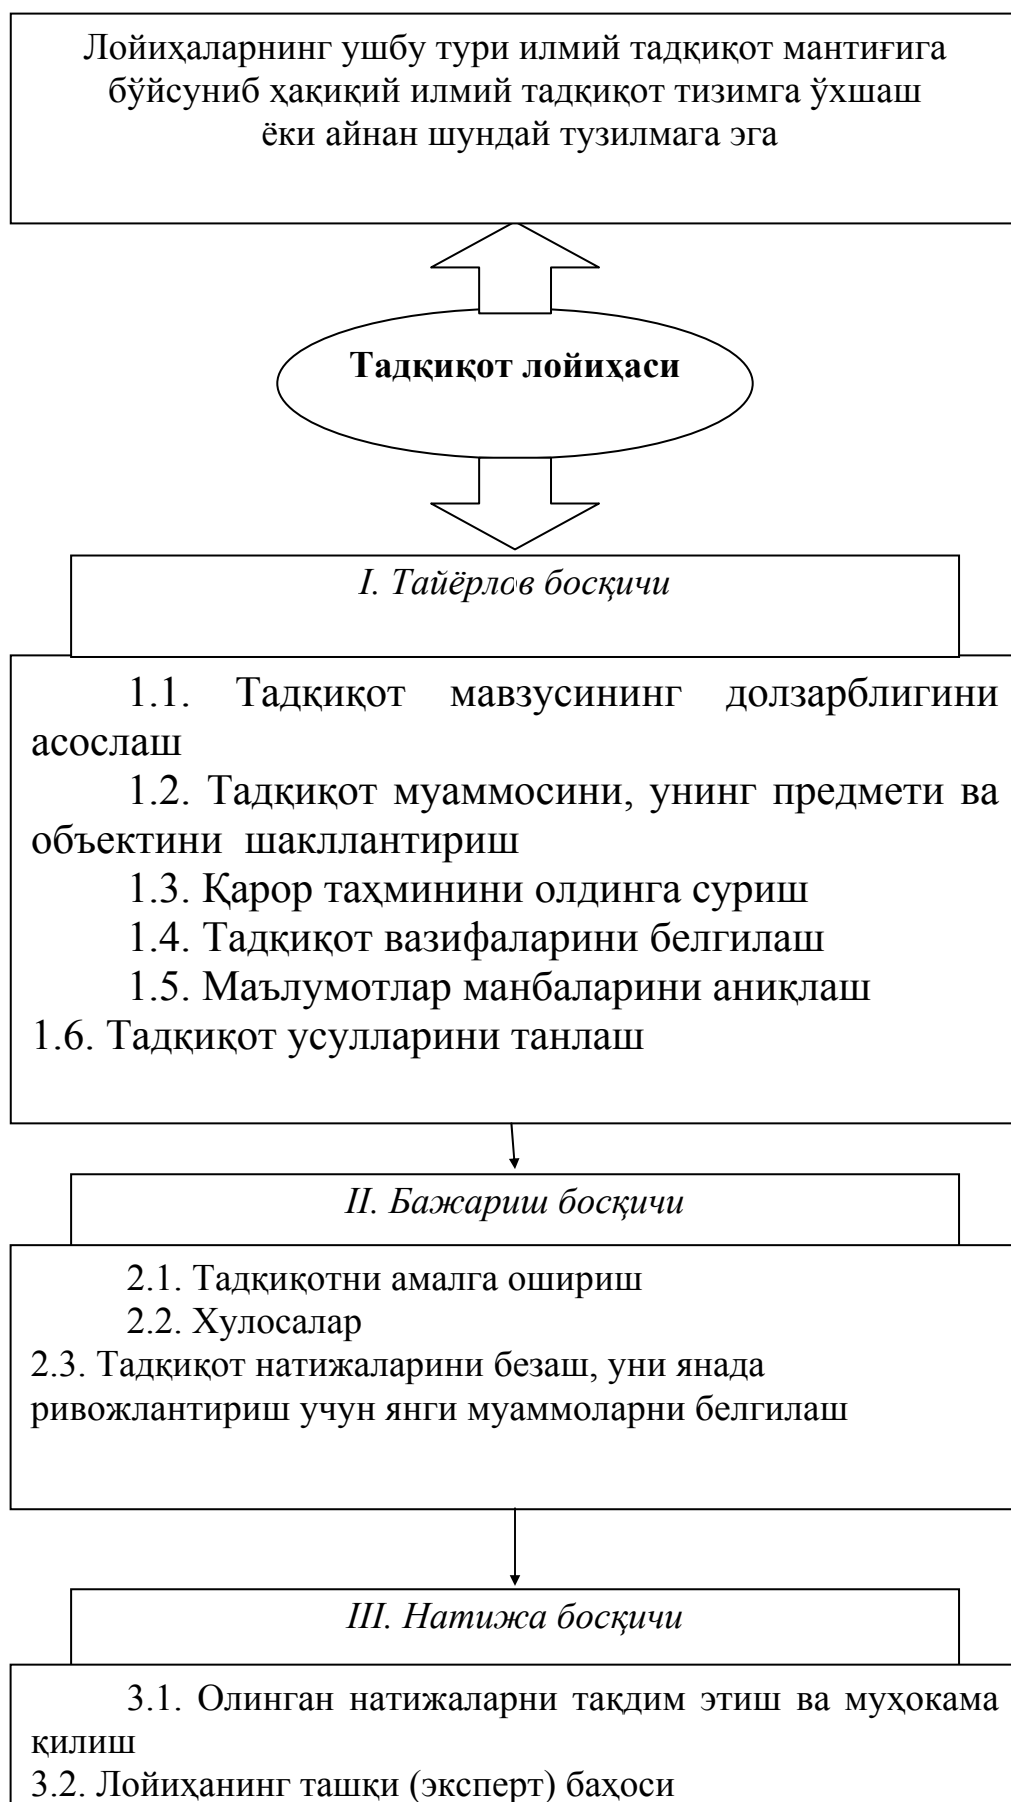 Лойиҳаларнинг ушбу тури илмий тадқиқот мантиғига
бўйсуниб ҳақиқий илмий тадқиқот тизимга ўхшаш
ёки айнан шундай тузилмага эга
Тадқиқот лойиҳаси
I. Тайёрлов босқичи
1.1. Тадқиқот мавзусининг долзарблигини
асослаш
1.2. Тадқиқот муаммосини, унинг предмети ва
объектини шакллантириш
1.3. Қарор таҳминини олдинга суриш
1.4. Тадқиқот вазифаларини белгилаш
1.5. Маълумотлар манбаларини аниқлаш
1.6. Тадқиқот усулларини танлаш
II. Бажариш босқичи
2.1. Тадқиқотни амалга ошириш
2.2. Хулосалар
2.3. Тадқиқот натижаларини безаш, уни янада
ривожлантириш учун янги муаммоларни белгилаш
III. Натижа босқичи
3.1. Олинган натижаларни тақдим этиш ва муҳокама
қилиш
3.2. Лойиҳанинг ташқи (эксперт) баҳоси